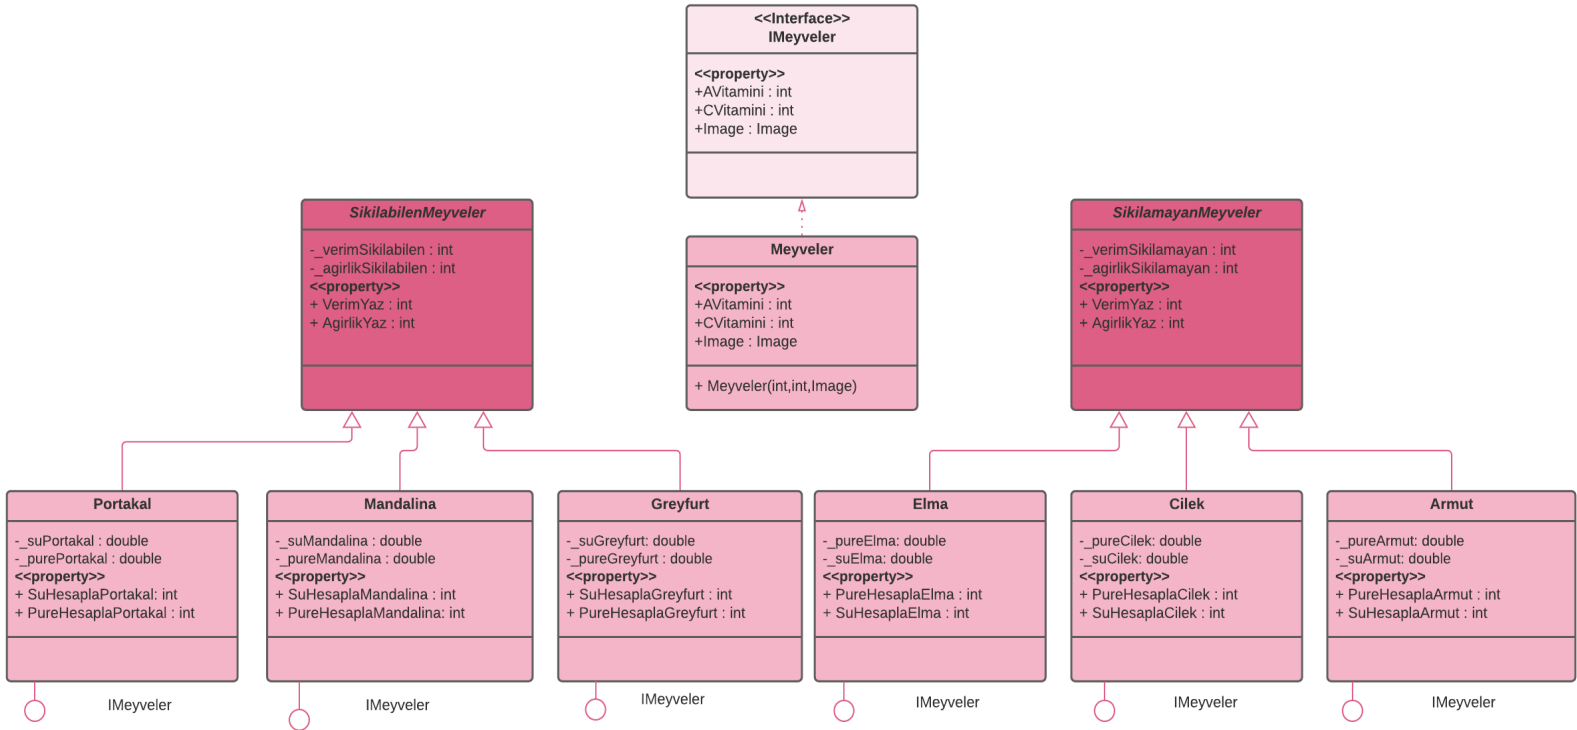 <<Interface>>
IMeyveler
<<property>>
+AVitamini : int
+CVitamini : int
+Image : Image
SikilabilenMeyveler
-_verimSikilabilen : int
-_agirlikSikilabilen : int
<<property>>
+ VerimYaz : int
+ AgirlikYaz : int
Meyveler
<<property>>
+AVitamini : int
+CVitamini : int
+Image : Image
+ Meyveler(int,int,Image)
SikilamayanMeyveler
-_verimSikilamayan : int
-_agirlikSikilamayan : int
<<property>>
+ VerimYaz : int
+ AgirlikYaz : int
Portakal
-_suPortakal : double
-_purePortakal : double
<<property>>
+ SuHesaplaPortakal: int
+ PureHesaplaPortakal : int
IMeyveler
Mandalina
-_suMandalina : double
-_pureMandalina : double
<<property>>
+ SuHesaplaMandalina : int
+ PureHesaplaMandalina: int
IMeyveler
Greyfurt
-_suGreyfurt: double
-_pureGreyfurt : double
<<property>>
+ SuHesaplaGreyfurt : int
+ PureHesaplaGreyfurt : int
IMeyveler
Elma
-_pureElma: double
-_suElma: double
<<property>>
+ PureHesaplaElma : int
+ SuHesaplaElma : int
IMeyveler
Cilek
-_pureCilek: double
-_suCilek: double
<<property>>
+ PureHesaplaCilek : int
+ SuHesaplaCilek : int
IMeyveler
Armut
-_pureArmut: double
-_suArmut: double
<<property>>
+ PureHesaplaArmut : int
+ SuHesaplaArmut : int
IMeyveler